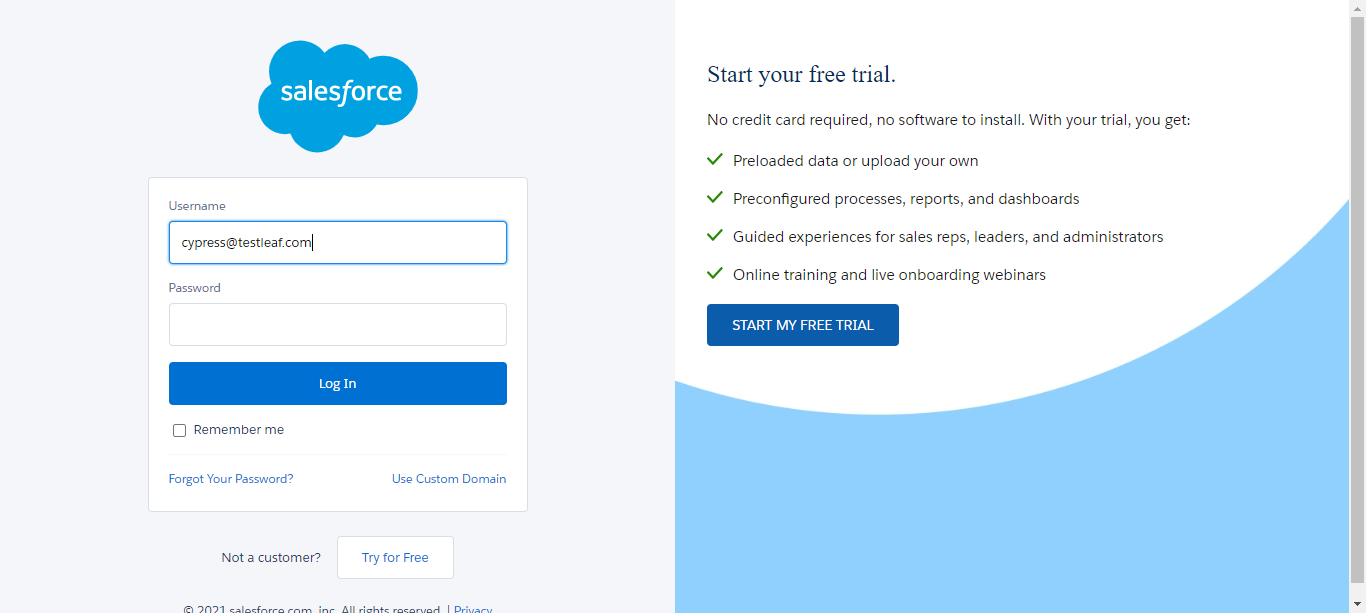 salesforce
Username
cypress@testleaf.com
Password
Log In
Remember me
Forgot Your Password?
Use Custom Domain
Not a customer?
Try for Free
© 2021 salesforce.com, inc. All rights reserved. | Privacy
Start your free trial.
No credit card required, no software to install. With your trial, you get:
Preloaded data or upload your own
Preconfigured processes, reports, and dashboards
Guided experiences for sales reps, leaders, and administrators
Online training and live onboarding webinars
START MY FREE TRIAL